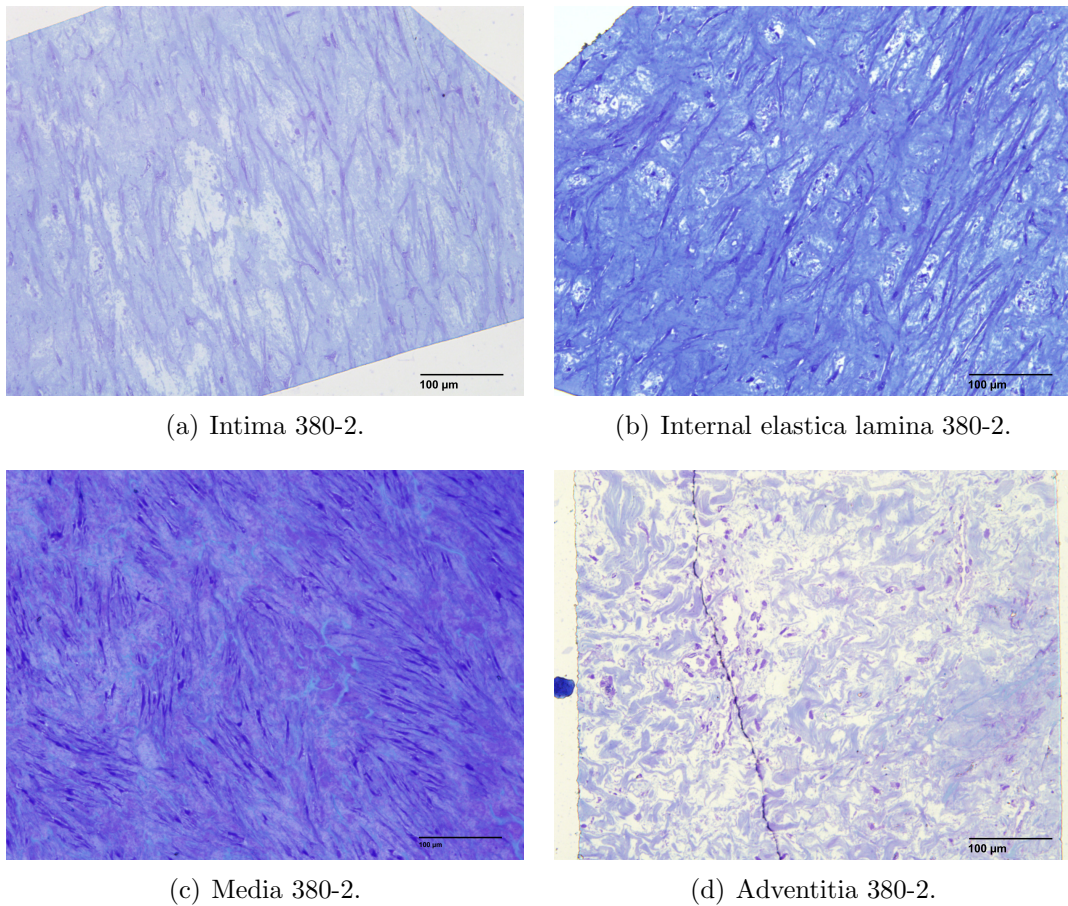 100 µm
100 µm
(a) Intima 380-2.
(b) Internal elastica lamina 380-2.
100 µm
100 µm
(c) Media 380-2.
(d) Adventitia 380-2.